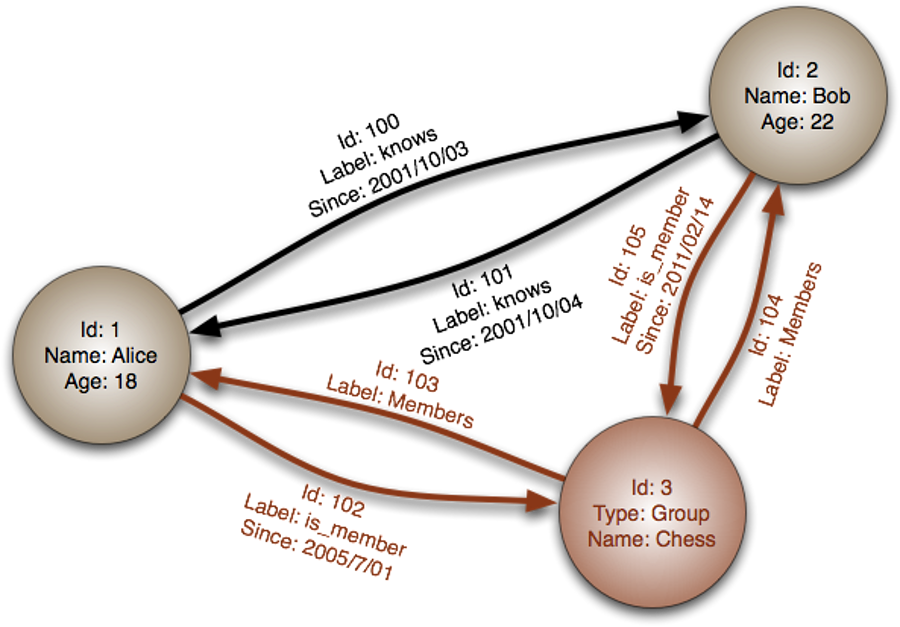 Id: 2
Name: Bob
Age: 22
Id: 100
Label: knows
Since: 2001/10/03
Id: 101
Label: knows
Since: 2001/10/04
Id: 105
Label: is_member
Since: 2011/02/14
Id: 104
Label: Members
Id: 1
Name: Alice
Age: 18
Id: 103
Label: Members
Id: 102
Label: is_member
Since: 2005/7/01
Id: 3
Type: Group
Name: Chess